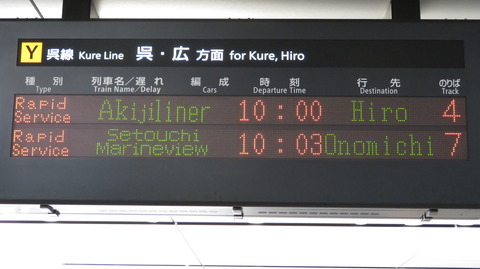 Y 呉線 Kure Line 呉・広 方面 for Kure, Hiro
種別 列車名／遅れ 編成 時刻 行先 のりば
Type Train Name／Delay Cars Departure Time Destination Track
Rapid Service Akijiliner 10:00 Hiro 4
Rapid Service Setouchi Marineview 10:03 Onomichi 7